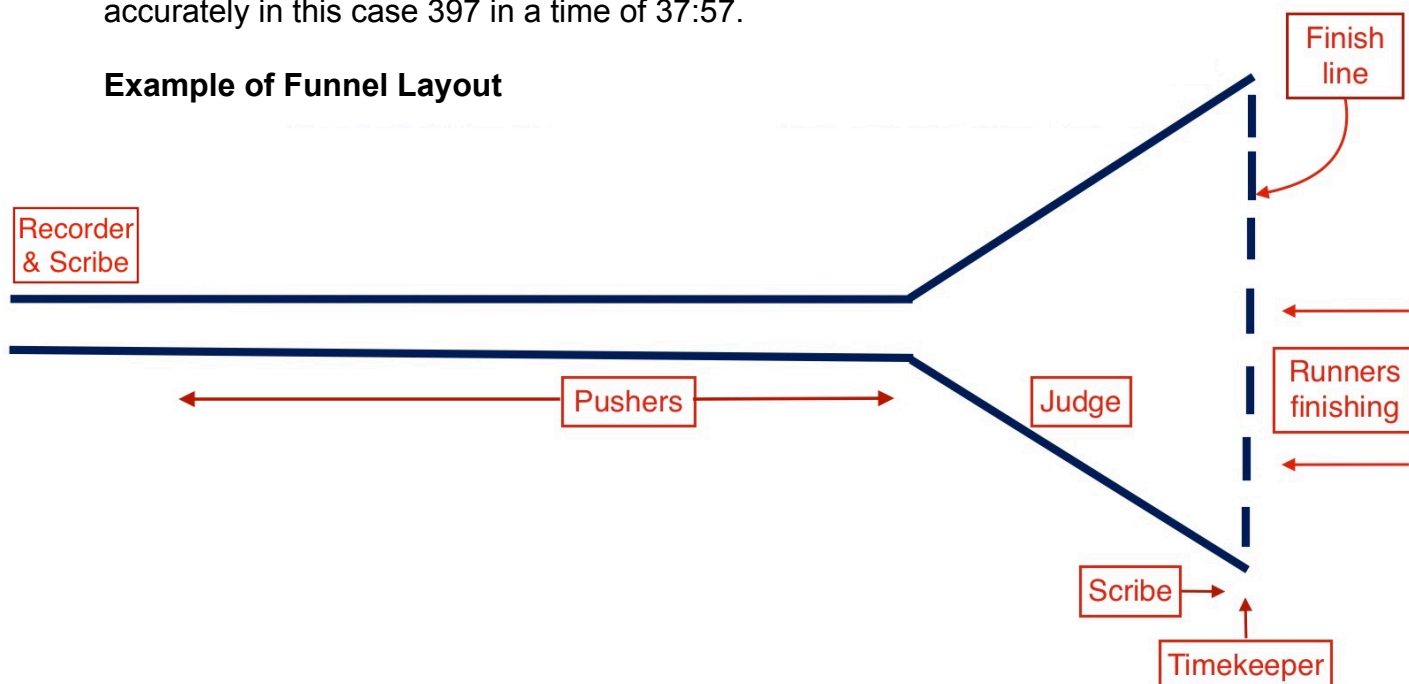 accurately in this case 397 in a time of 37:57.
Example of Funnel Layout
Finish
line
Recorder
& Scribe
Runners
finishing
Pushers
Judge
Scribe
Timekeeper